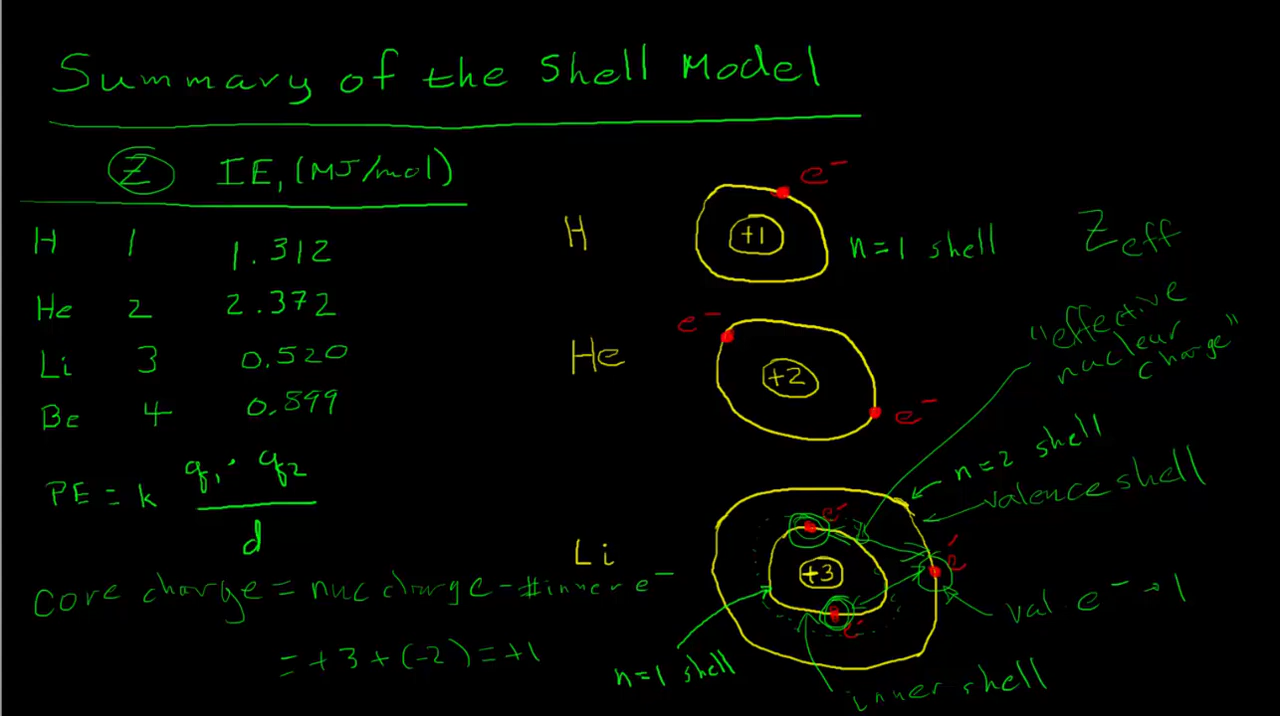 Summary of the Shell Model
Z IE₁ (MJ/mol)
H 1 1.312
He 2 2.372
Li 3 0.520
Be 4 0.899
PE = k q₁ · q₂ / d
core charge = nuc charge - # inner e⁻
= +3 + (-2) = +1
H
+1
e⁻
n=1 shell
He
+2
e⁻
e⁻
Li
+3
e⁻
e⁻
e⁻
n=1 shell
inner shell
val. e⁻ → 1
n=2 shell
valence shell
Zeff
"effective
nuclear
charge"